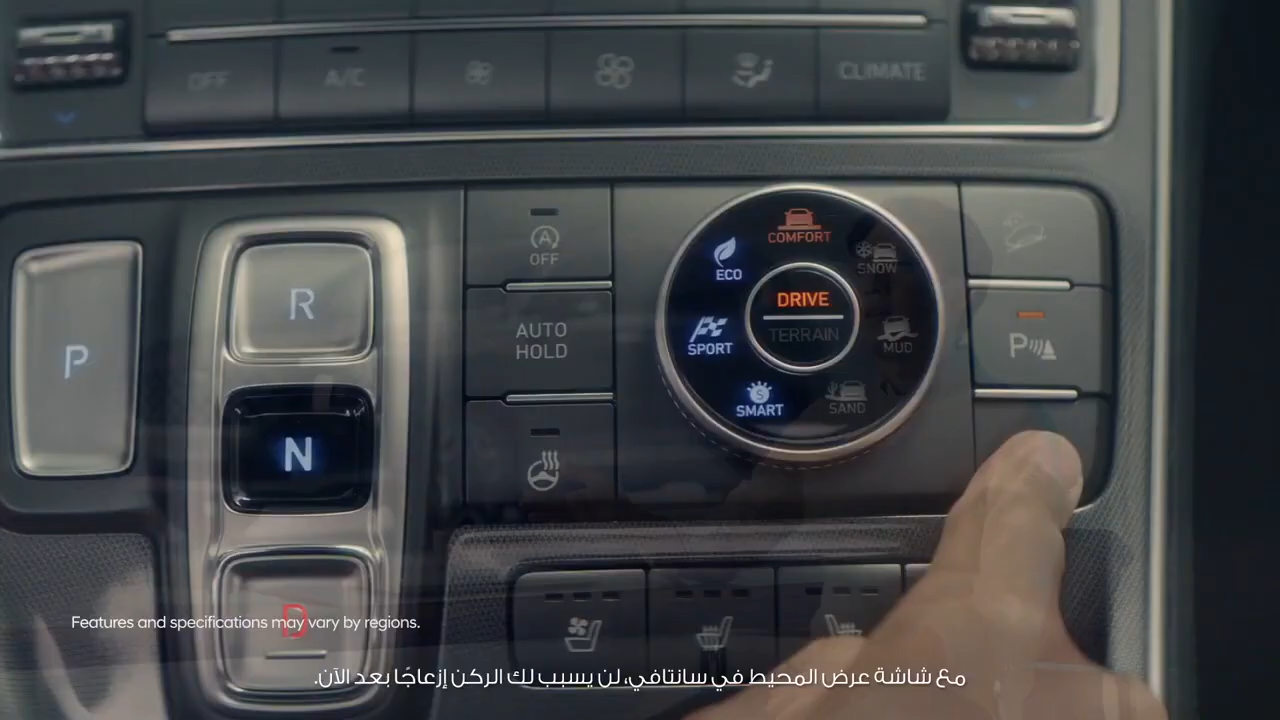 OFF
A/C
CLIMATE
P
R
N
D
A
OFF
AUTO
HOLD
COMFORT
ECO
SNOW
DRIVE
TERRAIN
SPORT
MUD
S
SMART
SAND
P
Features and specifications may vary by regions.
مع شاشة عرض المحيط في سانتافي، لن يسبب لك الركن إزعاجًا بعد الآن.